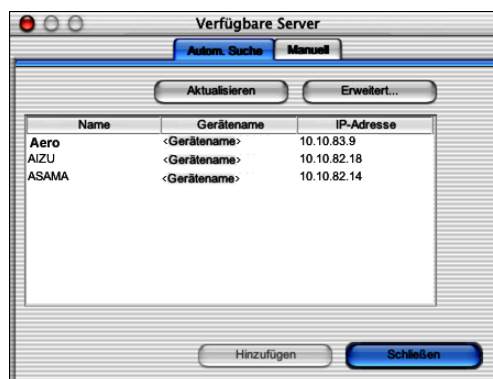 Verfügbare Server
Autom. Suche Manuell
Aktualisieren Erweitert...
Name Gerätename IP-Adresse
Aero <Gerätename> 10.10.83.9
AIZU <Gerätename> 10.10.82.18
ASAMA <Gerätename> 10.10.82.14
Hinzufügen Schließen